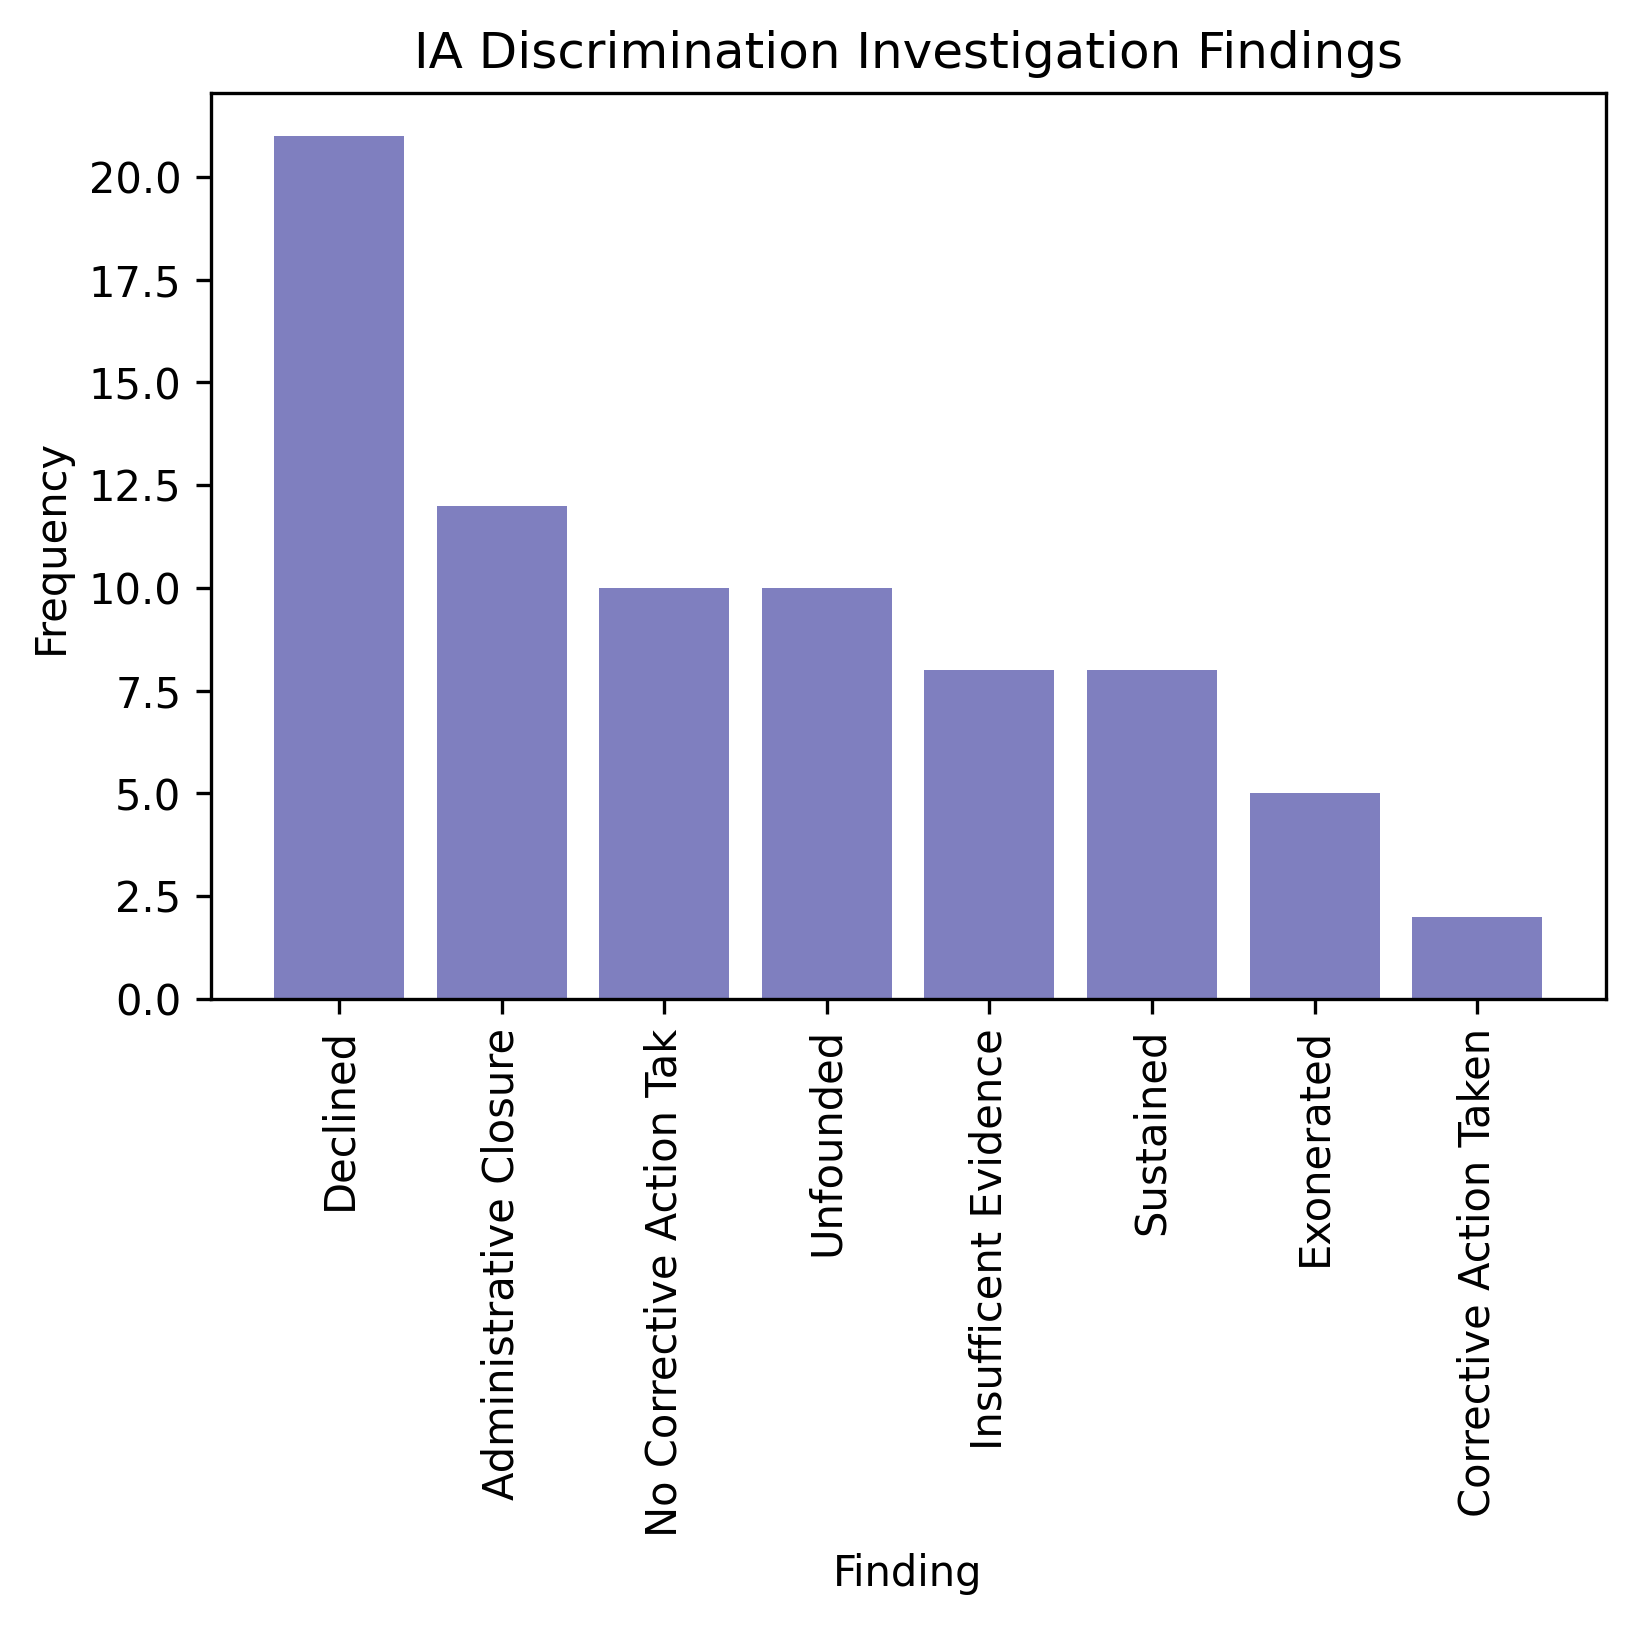 IA Discrimination Investigation Findings
Frequency
20.0
17.5
15.0
12.5
10.0
7.5
5.0
2.5
0.0
Declined
Administrative Closure
No Corrective Action Tak
Unfounded
Insufficent Evidence
Sustained
Exonerated
Corrective Action Taken
Finding